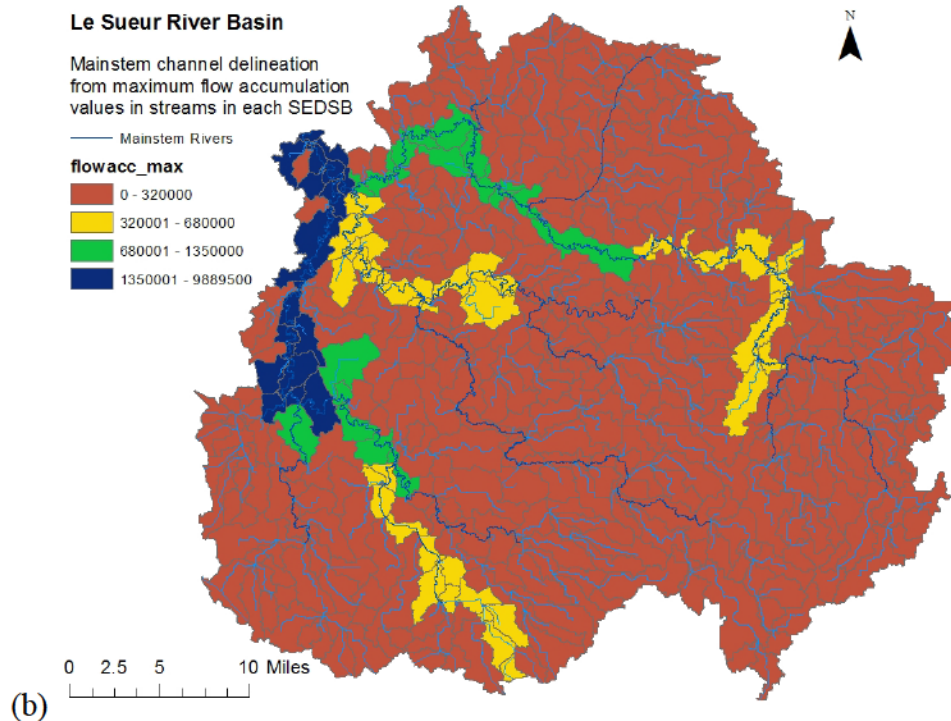 Le Sueur River Basin
N
Mainstem channel delineation
from maximum flow accumulation
values in streams in each SEDSB
Mainstem Rivers
flowacc_max
0 - 320000
320001 - 680000
680001 - 1350000
1350001 - 9889500
0 2.5 5 10 Miles
(b)